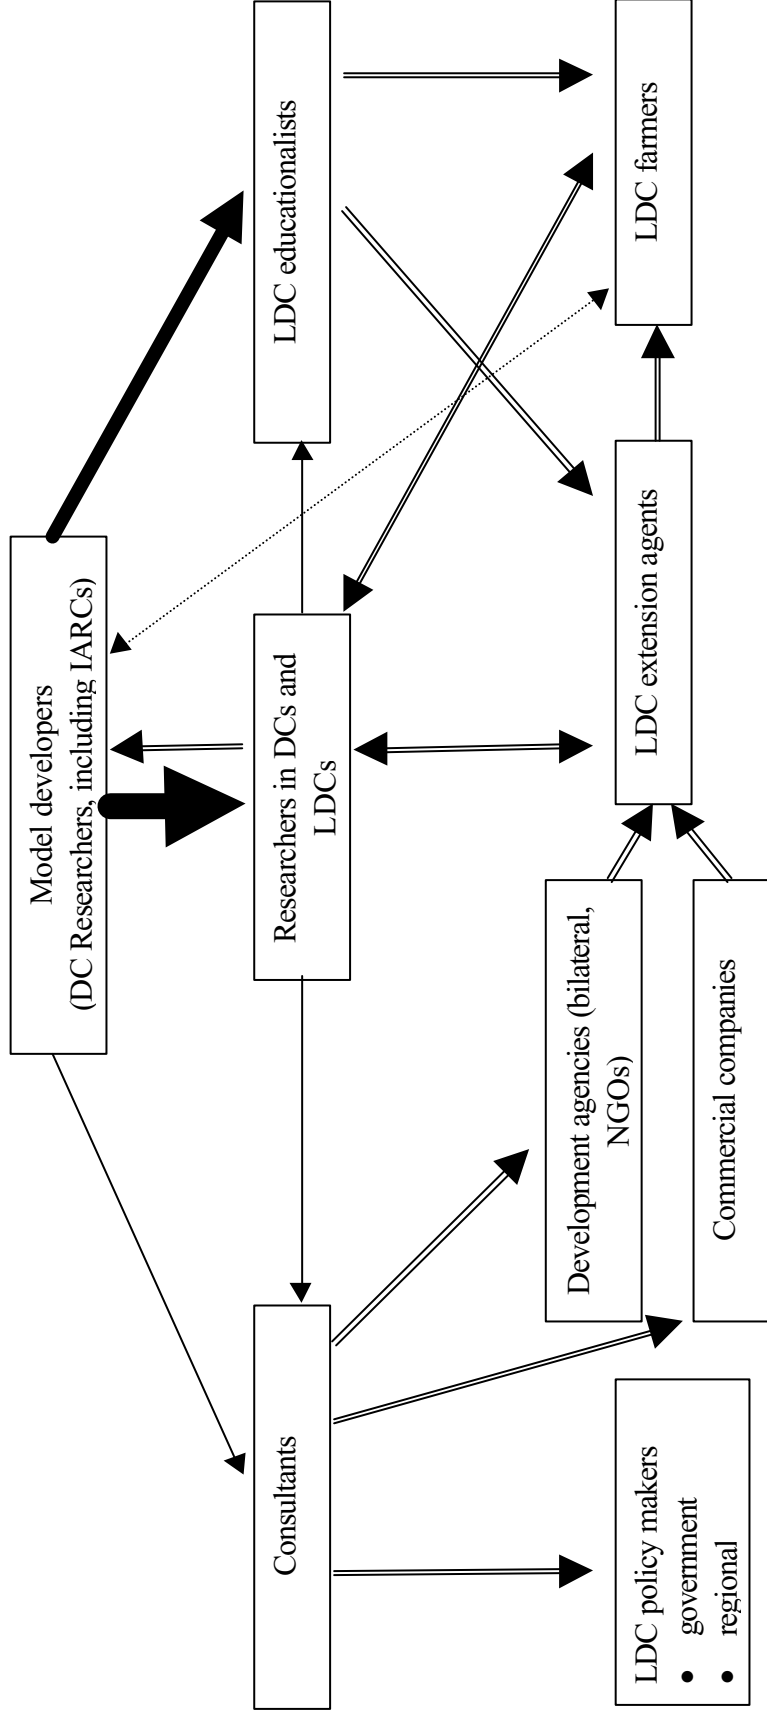 Model developers
(DC Researchers, including IARCs)
Consultants
Researchers in DCs and
LDCs
LDC educationalists
Development agencies (bilateral,
NGOs)
Commercial companies
LDC policy makers
• government
• regional
LDC extension agents
LDC farmers